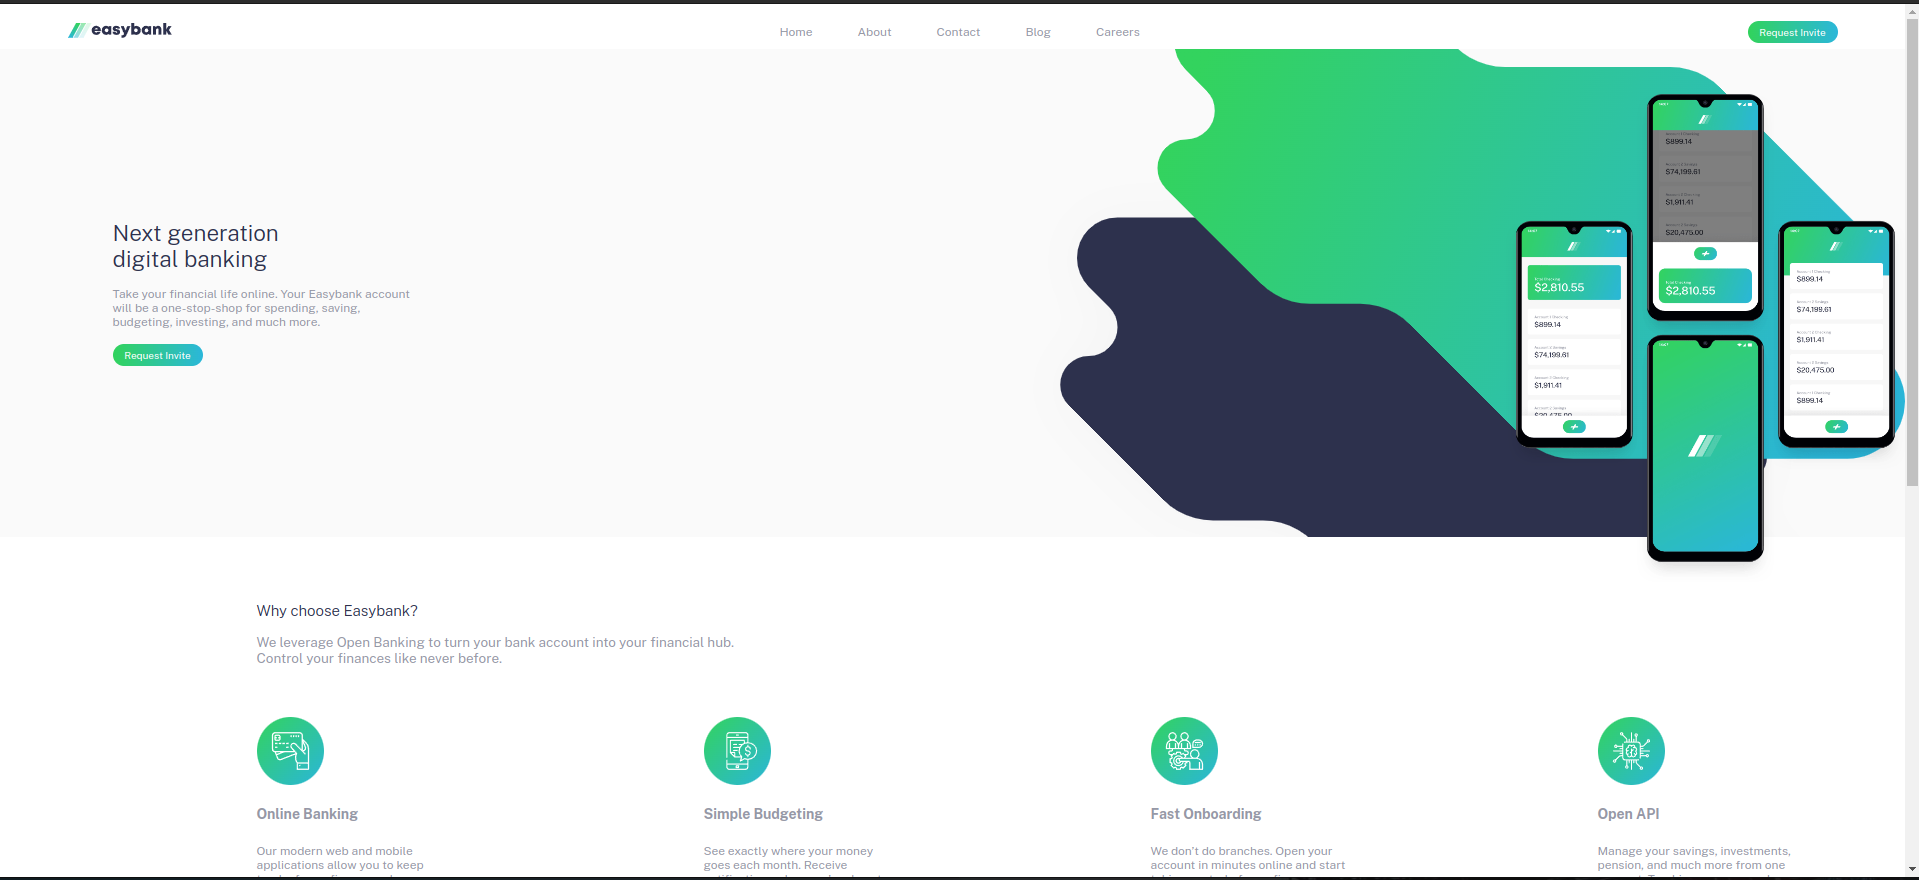 easybank
Home About Contact Blog Careers
Request Invite
Next generation
digital banking
Take your financial life online. Your Easybank account
will be a one-stop-shop for spending, saving,
budgeting, investing, and much more.
Request Invite
$899.14
$74,199.61
$1,911.41
$20,475.00
$2,810.55
$2,810.55
$899.14
$74,199.61
$1,911.41
$20,475.00
$899.14
$74,199.61
$1,911.41
$20,475.00
$899.14
Why choose Easybank?
We leverage Open Banking to turn your bank account into your financial hub.
Control your finances like never before.
Online Banking
Our modern web and mobile
applications allow you to keep
Simple Budgeting
See exactly where your money
goes each month. Receive
Fast Onboarding
We don't do branches. Open your
account in minutes online and start
Open API
Manage your savings, investments,
pension, and much more from one